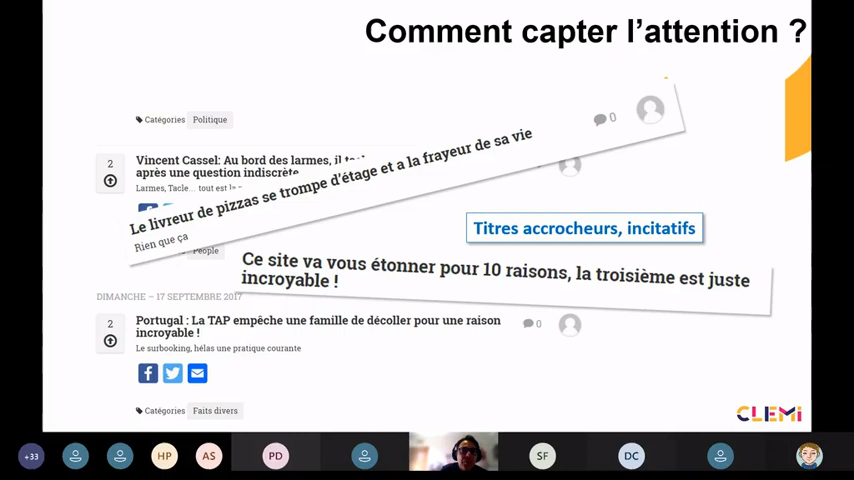 Comment capter l'attention ?
Catégories Politique
0
2
Vincent Cassel: Au bord des larmes, il
après une question indiscrète
Larmes, Tacle... tout est
Le livreur de pizzas se trompe d'étage et a la frayeur de sa vie
Rien que ça
Titres accrocheurs, incitatifs
People
Ce site va vous étonner pour 10 raisons, la troisième est juste
incroyable !
DIMANCHE – 17 SEPTEMBRE 2017
2
Portugal : La TAP empêche une famille de décoller pour une raison
incroyable !
0
Le surbooking, hélas une pratique courante
Catégories Faits divers
CLEMI
+33
HP
AS
PD
SF
DC